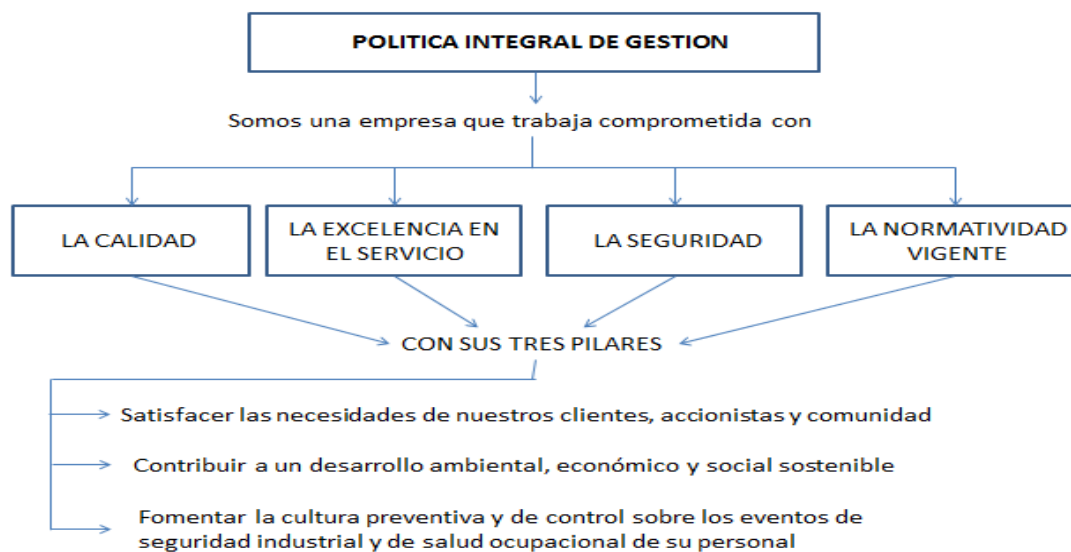 POLITICA INTEGRAL DE GESTION
Somos una empresa que trabaja comprometida con
LA CALIDAD
LA EXCELENCIA EN
EL SERVICIO
LA SEGURIDAD
LA NORMATIVIDAD
VIGENTE
CON SUS TRES PILARES
Satisfacer las necesidades de nuestros clientes, accionistas y comunidad
Contribuir a un desarrollo ambiental, económico y social sostenible
Fomentar la cultura preventiva y de control sobre los eventos de
seguridad industrial y de salud ocupacional de su personal